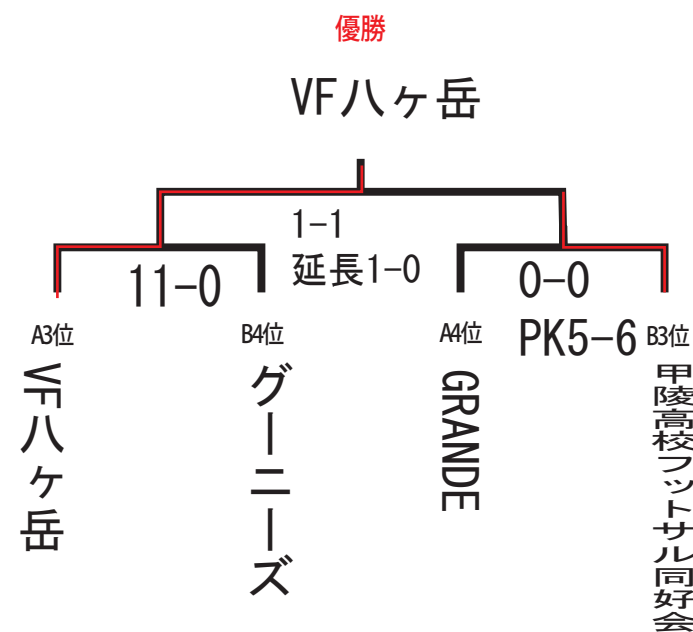 優勝
VF八ヶ岳
1-1
延長1-0
11-0
0-0
PK5-6
A3位
B4位
A4位
B3位
VF八ヶ岳
グーニーズ
GRANDE
甲陵高校フットサル同好会